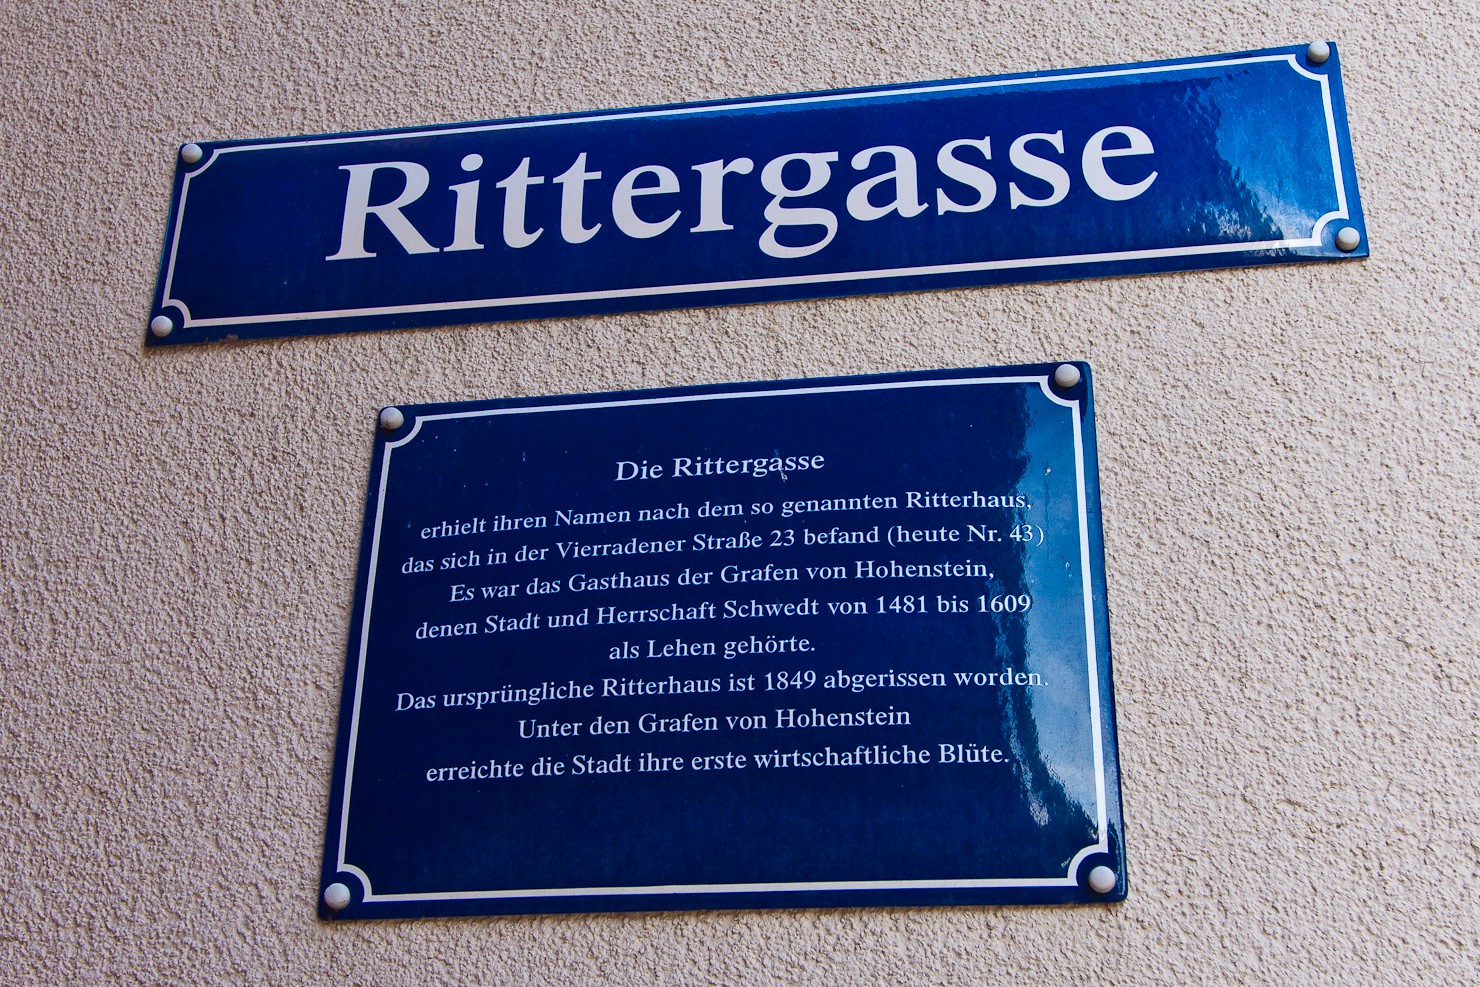 Rittergasse
Die Rittergasse
erhielt ihren Namen nach dem so genannten Ritterhaus,
das sich in der Vierradener Straße 23 befand (heute Nr. 43)
Es war das Gasthaus der Grafen von Hohenstein,
denen Stadt und Herrschaft Schwedt von 1481 bis 1609
als Lehen gehörte.
Das ursprüngliche Ritterhaus ist 1849 abgerissen worden.
Unter den Grafen von Hohenstein
erreichte die Stadt ihre erste wirtschaftliche Blüte.